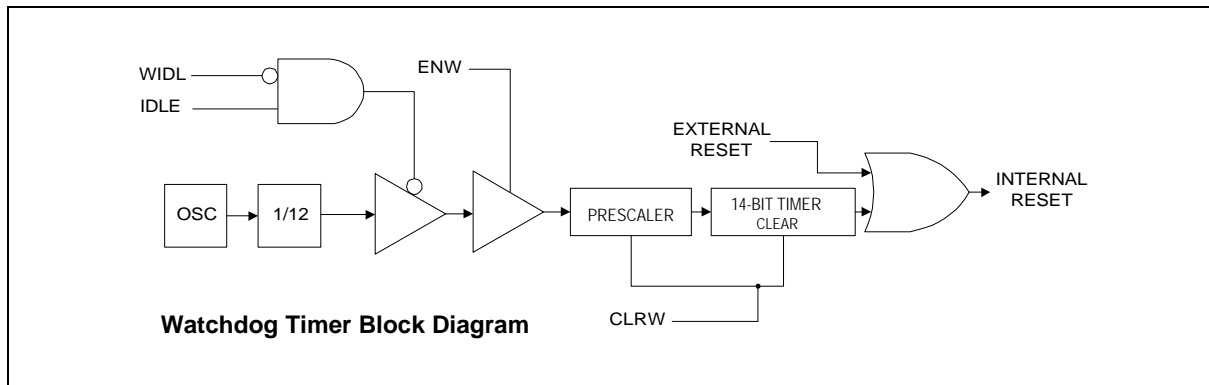 WIDL
IDLE
ENW
EXTERNAL
RESET
OSC
1/12
PRESCALER
14-BIT TIMER
CLEAR
INTERNAL
RESET
CLRW
Watchdog Timer Block Diagram